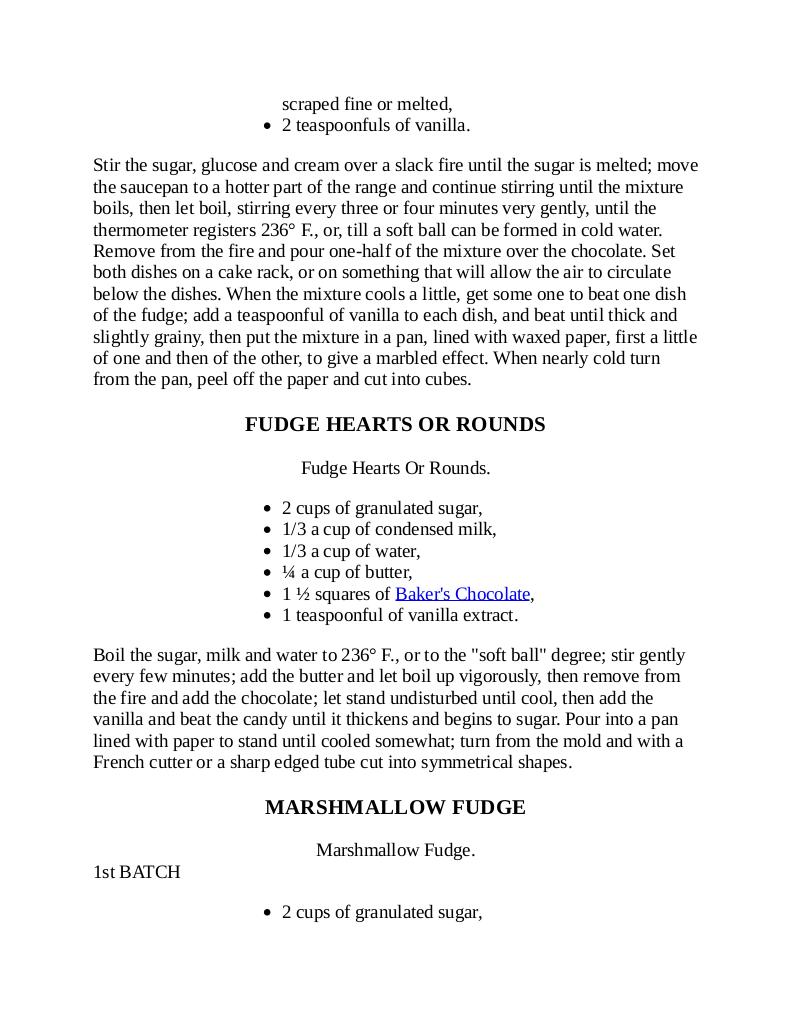 scraped fine or melted,
• 2 teaspoonfuls of vanilla.
Stir the sugar, glucose and cream over a slack fire until the sugar is melted; move
the saucepan to a hotter part of the range and continue stirring until the mixture
boils, then let boil, stirring every three or four minutes very gently, until the
thermometer registers 236° F., or, till a soft ball can be formed in cold water.
Remove from the fire and pour one-half of the mixture over the chocolate. Set
both dishes on a cake rack, or on something that will allow the air to circulate
below the dishes. When the mixture cools a little, get some one to beat one dish
of the fudge; add a teaspoonful of vanilla to each dish, and beat until thick and
slightly grainy, then put the mixture in a pan, lined with waxed paper, first a little
of one and then of the other, to give a marbled effect. When nearly cold turn
from the pan, peel off the paper and cut into cubes.
FUDGE HEARTS OR ROUNDS
Fudge Hearts Or Rounds.
• 2 cups of granulated sugar,
• 1/3 a cup of condensed milk,
• 1/3 a cup of water,
• ¼ a cup of butter,
• 1 ½ squares of Baker's Chocolate,
• 1 teaspoonful of vanilla extract.
Boil the sugar, milk and water to 236° F., or to the "soft ball" degree; stir gently
every few minutes; add the butter and let boil up vigorously, then remove from
the fire and add the chocolate; let stand undisturbed until cool, then add the
vanilla and beat the candy until it thickens and begins to sugar. Pour into a pan
lined with paper to stand until cooled somewhat; turn from the mold and with a
French cutter or a sharp edged tube cut into symmetrical shapes.
MARSHMALLOW FUDGE
Marshmallow Fudge.
1st BATCH
• 2 cups of granulated sugar,